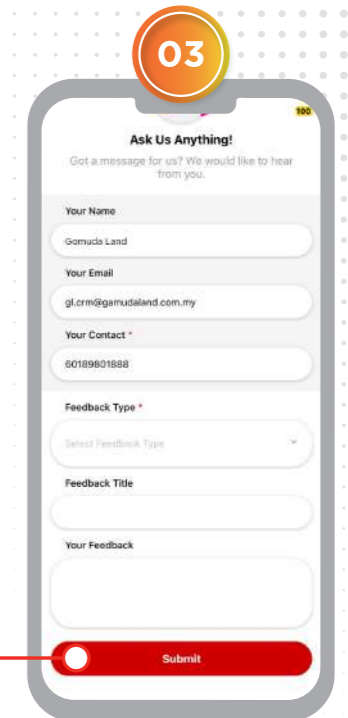 03
100
Ask Us Anything!
Got a message for us? We would like to hear
from you.
Your Name
Gamuda Land
Your Email
gl.crm@gamudaland.com.my
Your Contact *
60189801888
Feedback Type *
Select Feedback Type
Feedback Title
Your Feedback
Submit